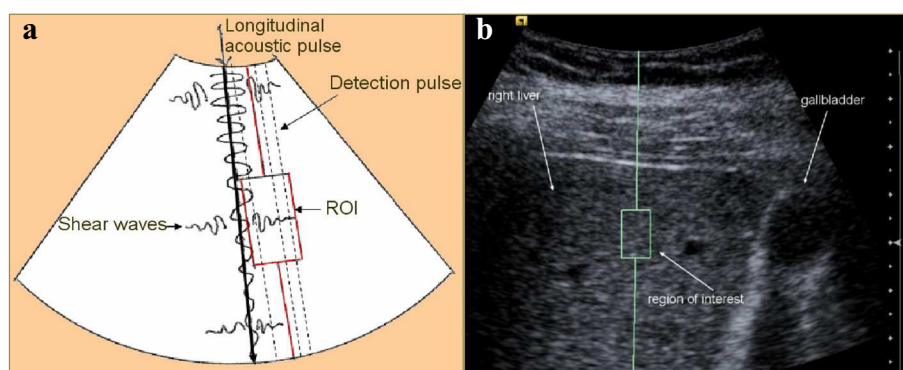 a
Longitudinal
acoustic pulse
Detection pulse
ROI
Shear waves
b
right liver
gallbladder
region of interest